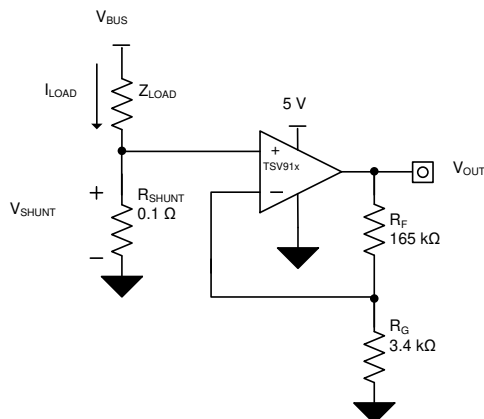 VBUS
ILOAD
ZLOAD
5 V
+
TSV91x
−
VOUT
+
VSHUNT
−
RSHUNT
0.1 Ω
RF
165 kΩ
RG
3.4 kΩ